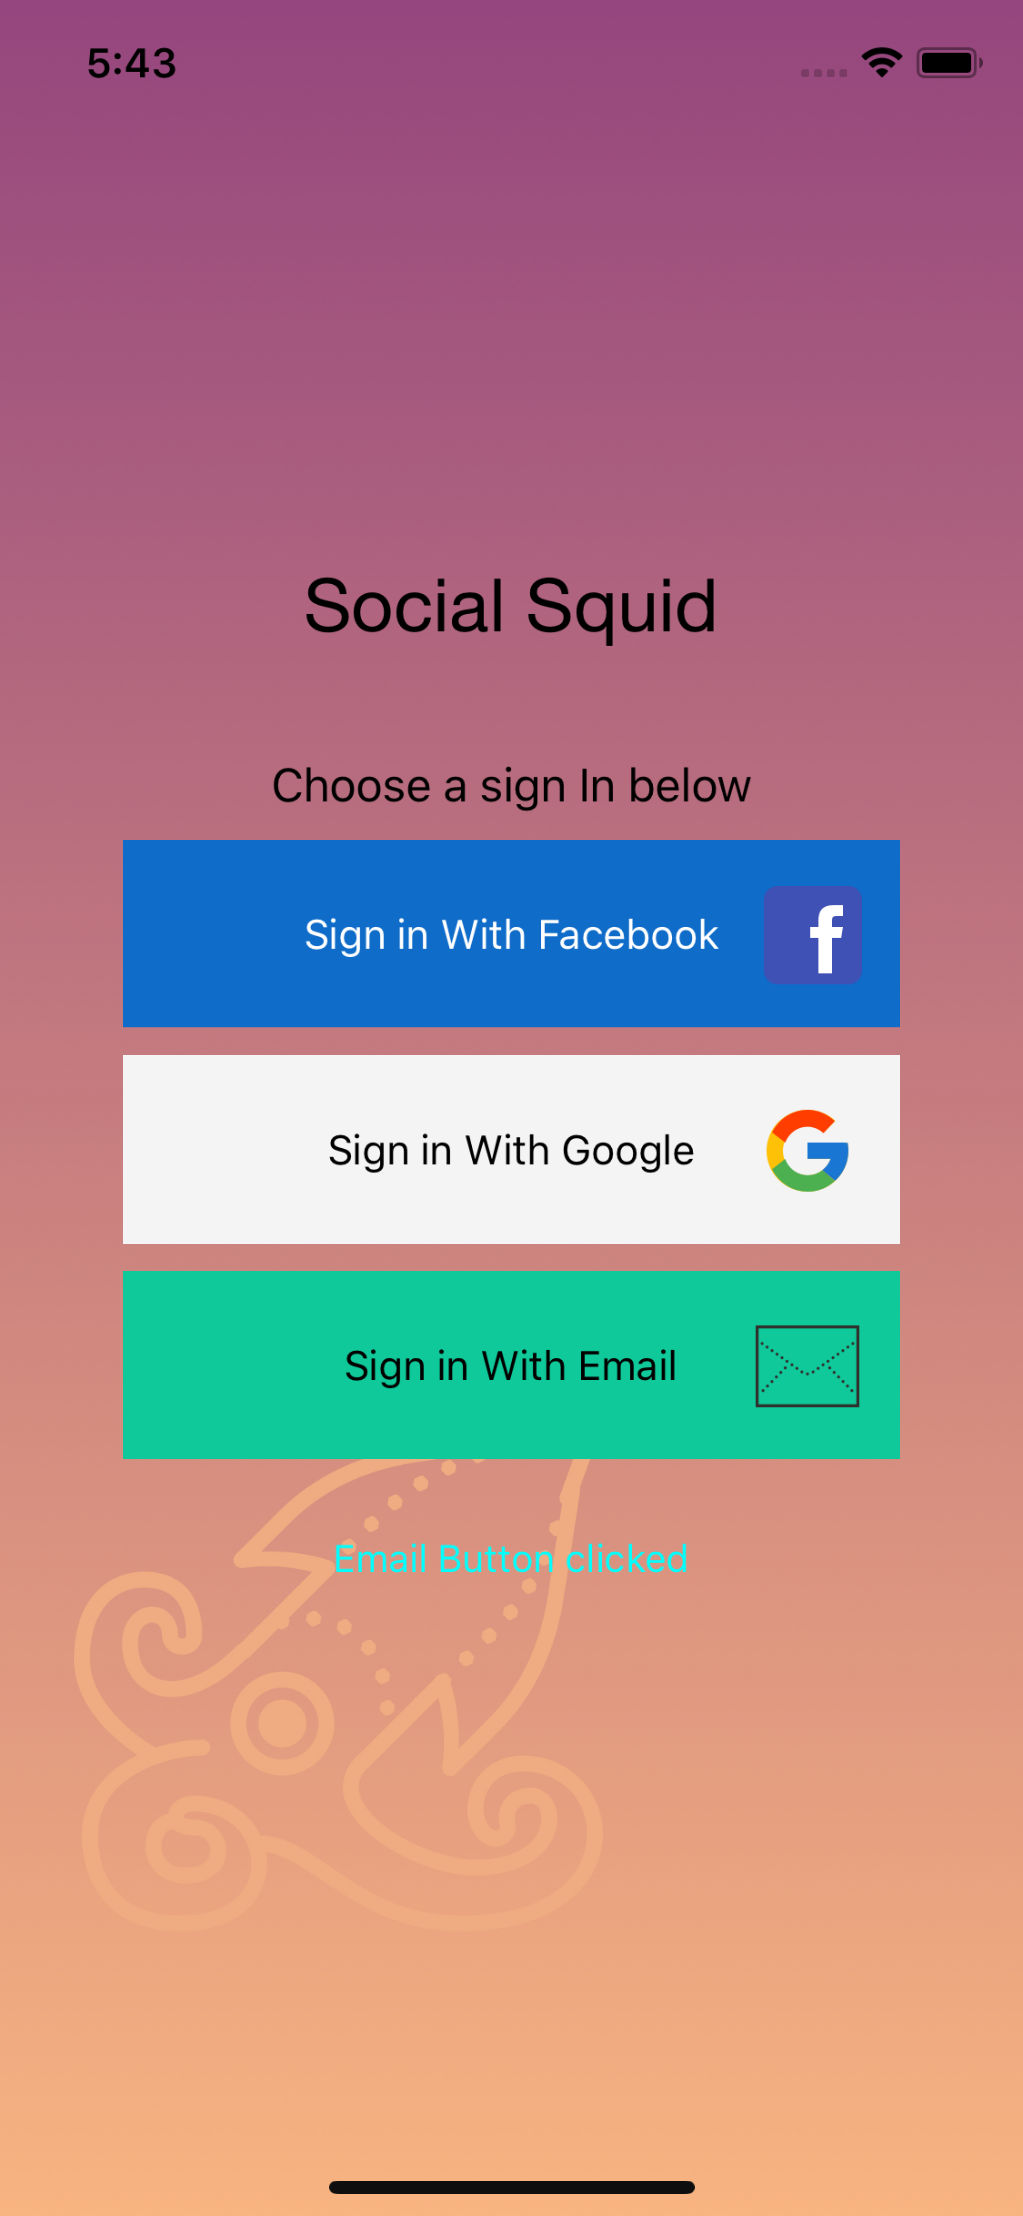 5:43
Social Squid
Choose a sign In below
Sign in With Facebook
f
Sign in With Google
G
Sign in With Email
Email Button clicked